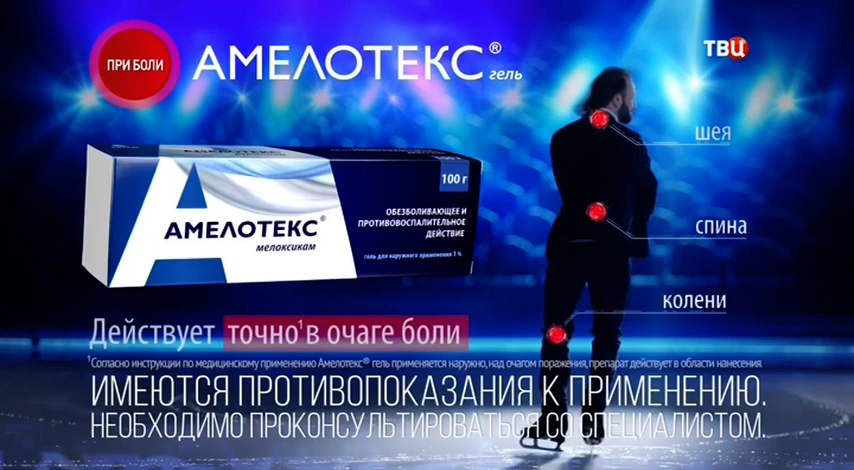 ПРИ БОЛИ
АМЕЛОТЕКС®
гель
ТВЦ
шея
спина
колени
100 г
АМЕЛОТЕКС®
мелоксикам
ОБЕЗБОЛИВАЮЩЕЕ И
ПРОТИВОВОСПАЛИТЕЛЬНОЕ
ДЕЙСТВИЕ
гель для наружного применения 1%
Действует точно¹ в очаге боли
¹Согласно инструкции по медицинскому применению Амелотекс® гель применяется наружно, над очагом поражения, препарат действует в области нанесения.
ИМЕЮТСЯ ПРОТИВОПОКАЗАНИЯ К ПРИМЕНЕНИЮ.
НЕОБХОДИМО ПРОКОНСУЛЬТИРОВАТЬСЯ СО СПЕЦИАЛИСТОМ.